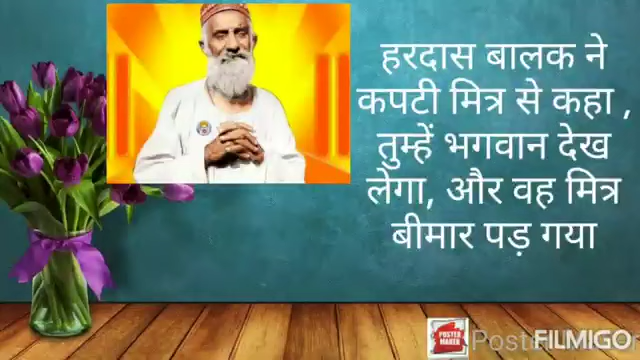 हरदास बालक ने
कपटी मित्र से कहा ,
तुम्हें भगवान देख
लेगा, और वह मित्र
बीमार पड़ गया
POSTER
MAKER
FILMIGO